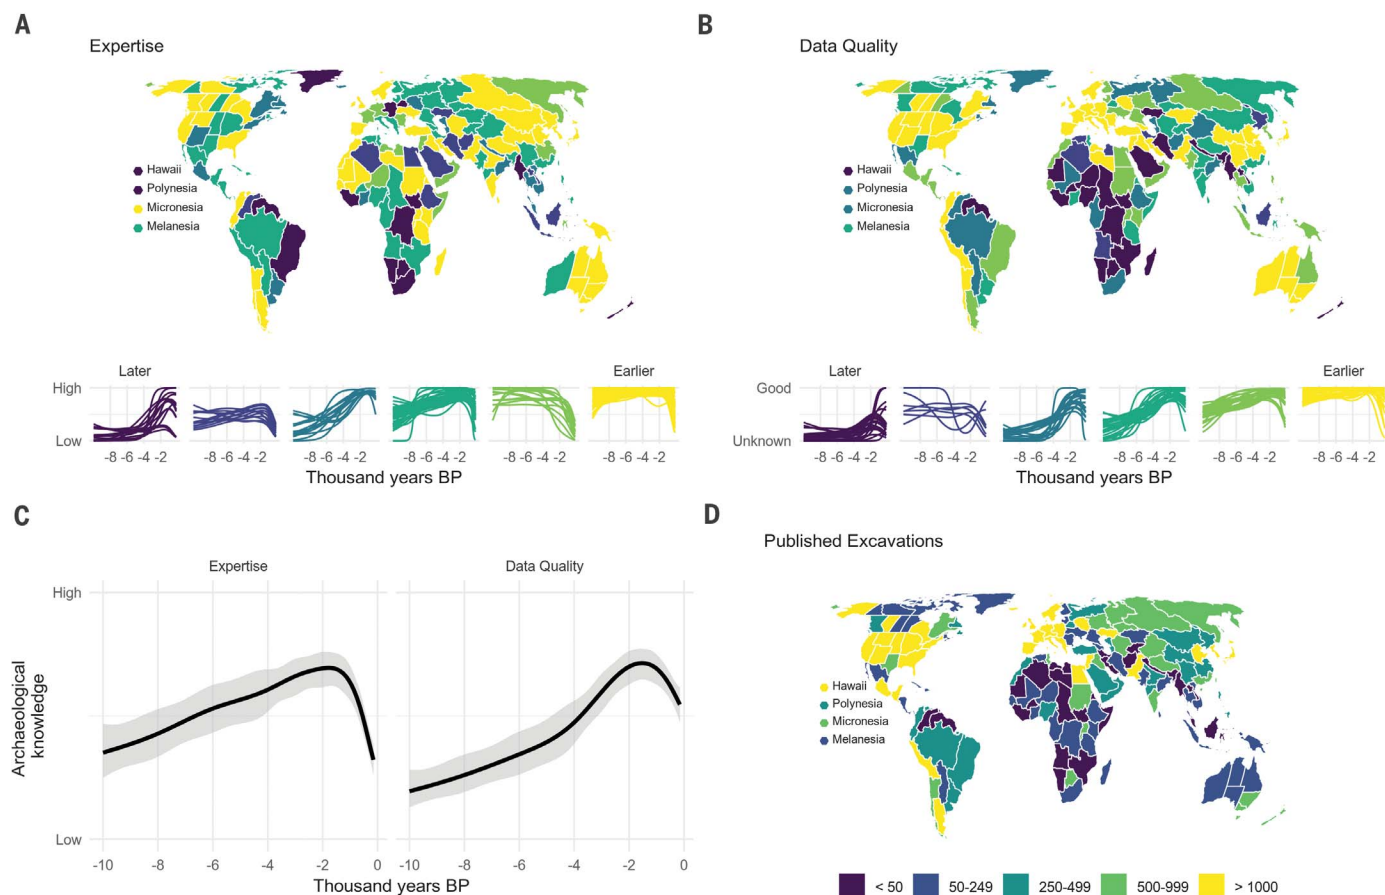 A
Expertise
Hawaii
Polynesia
Micronesia
Melanesia
Later
Earlier
High
Low
-8 -6 -4 -2
-8 -6 -4 -2
-8 -6 -4 -2
-8 -6 -4 -2
-8 -6 -4 -2
-8 -6 -4 -2
Thousand years BP
B
Data Quality
Hawaii
Polynesia
Micronesia
Melanesia
Later
Earlier
Good
Unknown
-8 -6 -4 -2
-8 -6 -4 -2
-8 -6 -4 -2
-8 -6 -4 -2
-8 -6 -4 -2
-8 -6 -4 -2
Thousand years BP
C
Expertise
Data Quality
High
Archaeological
knowledge
Low
-10 -8 -6 -4 -2 0
-10 -8 -6 -4 -2 0
Thousand years BP
D
Published Excavations
Hawaii
Polynesia
Micronesia
Melanesia
< 50 50-249 250-499 500-999 > 1000